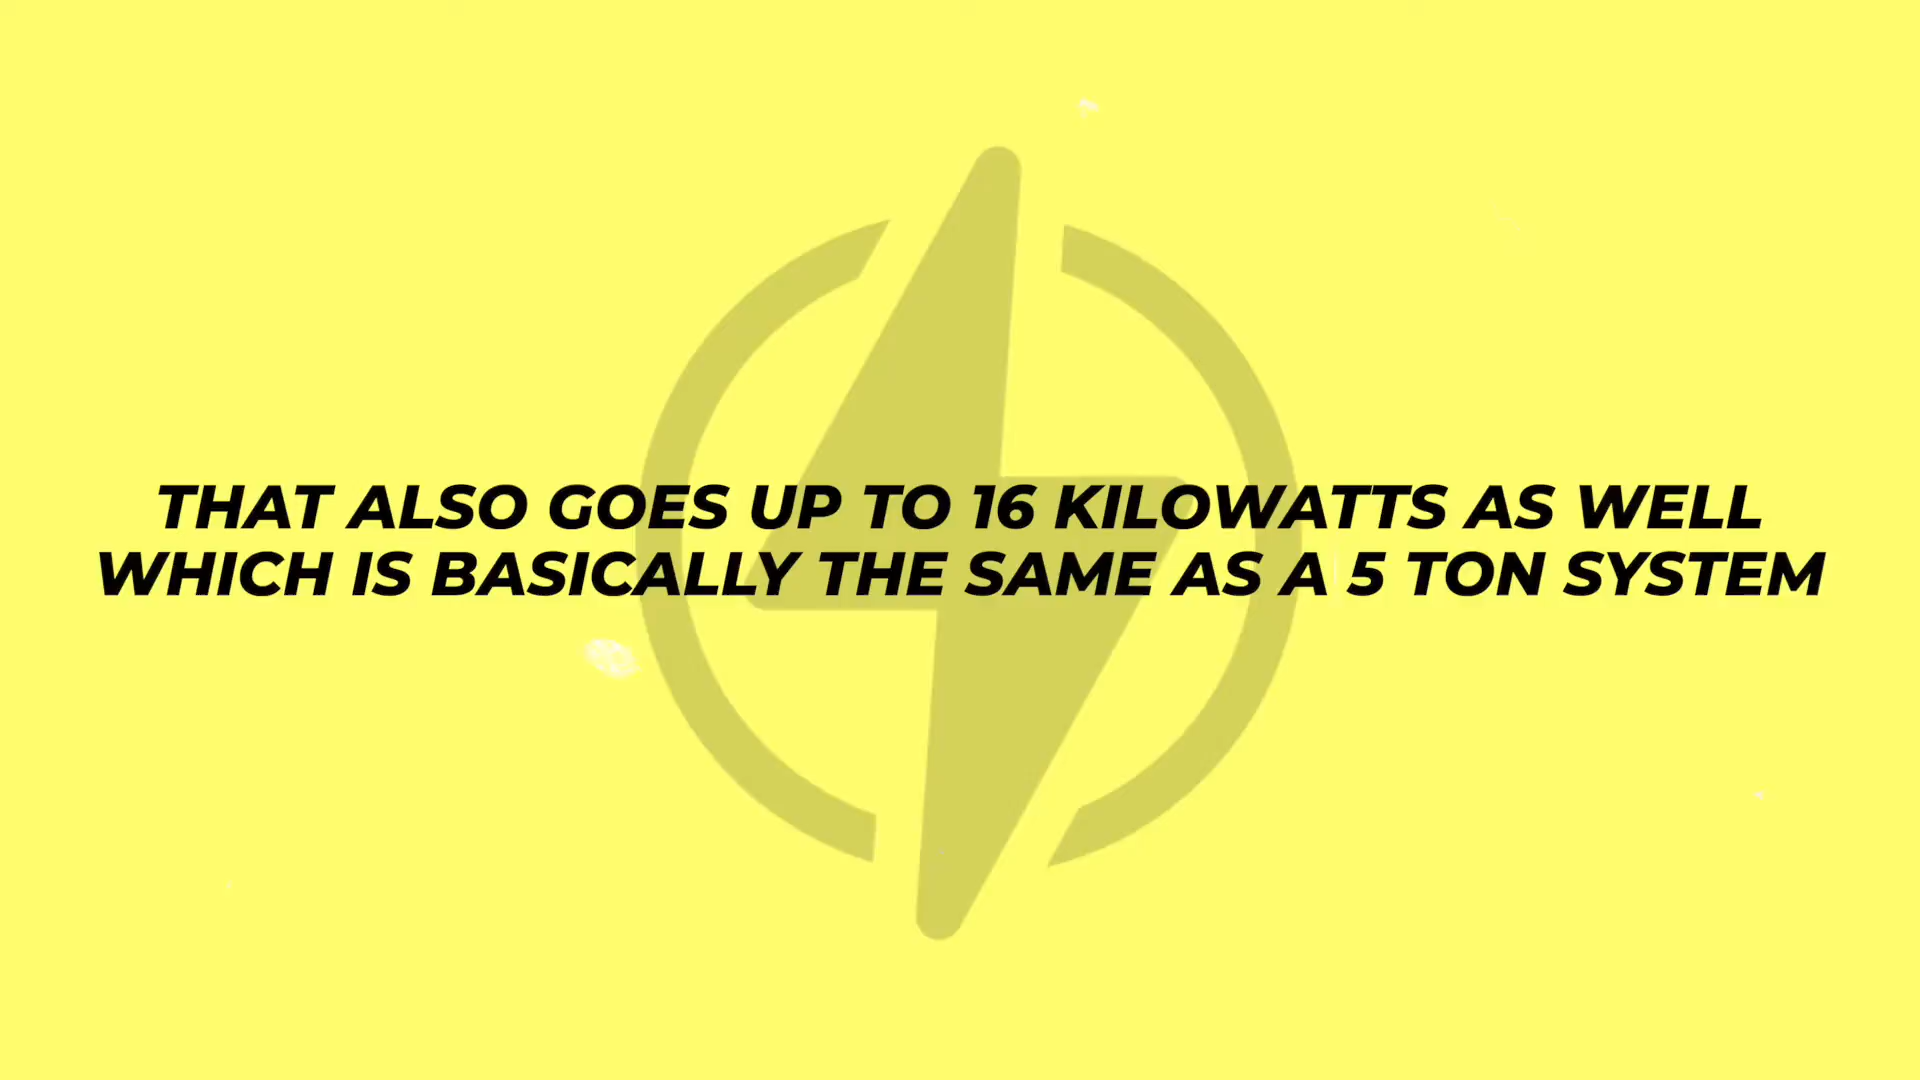 THAT ALSO GOES UP TO 16 KILOWATTS AS WELL
WHICH IS BASICALLY THE SAME AS A 5 TON SYSTEM